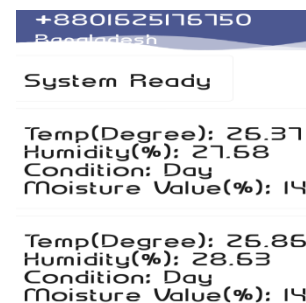 +8801625176750
Bangladesh
System Ready
Temp(Degree): 26.37
Humidity(%): 27.68
Condition: Day
Moisture Value(%): 14
Temp(Degree): 26.86
Humidity(%): 28.63
Condition: Day
Moisture Value(%): 14